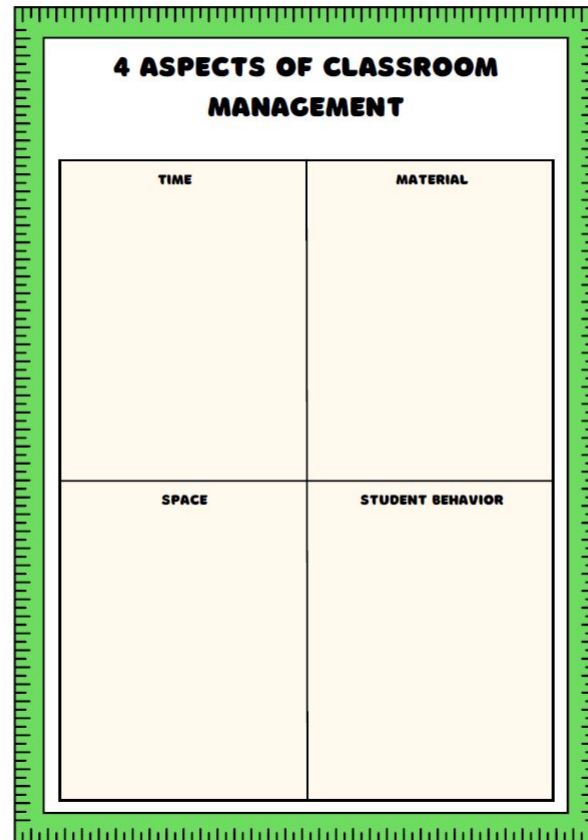 4 ASPECTS OF CLASSROOM
MANAGEMENT
TIME
MATERIAL
SPACE
STUDENT BEHAVIOR